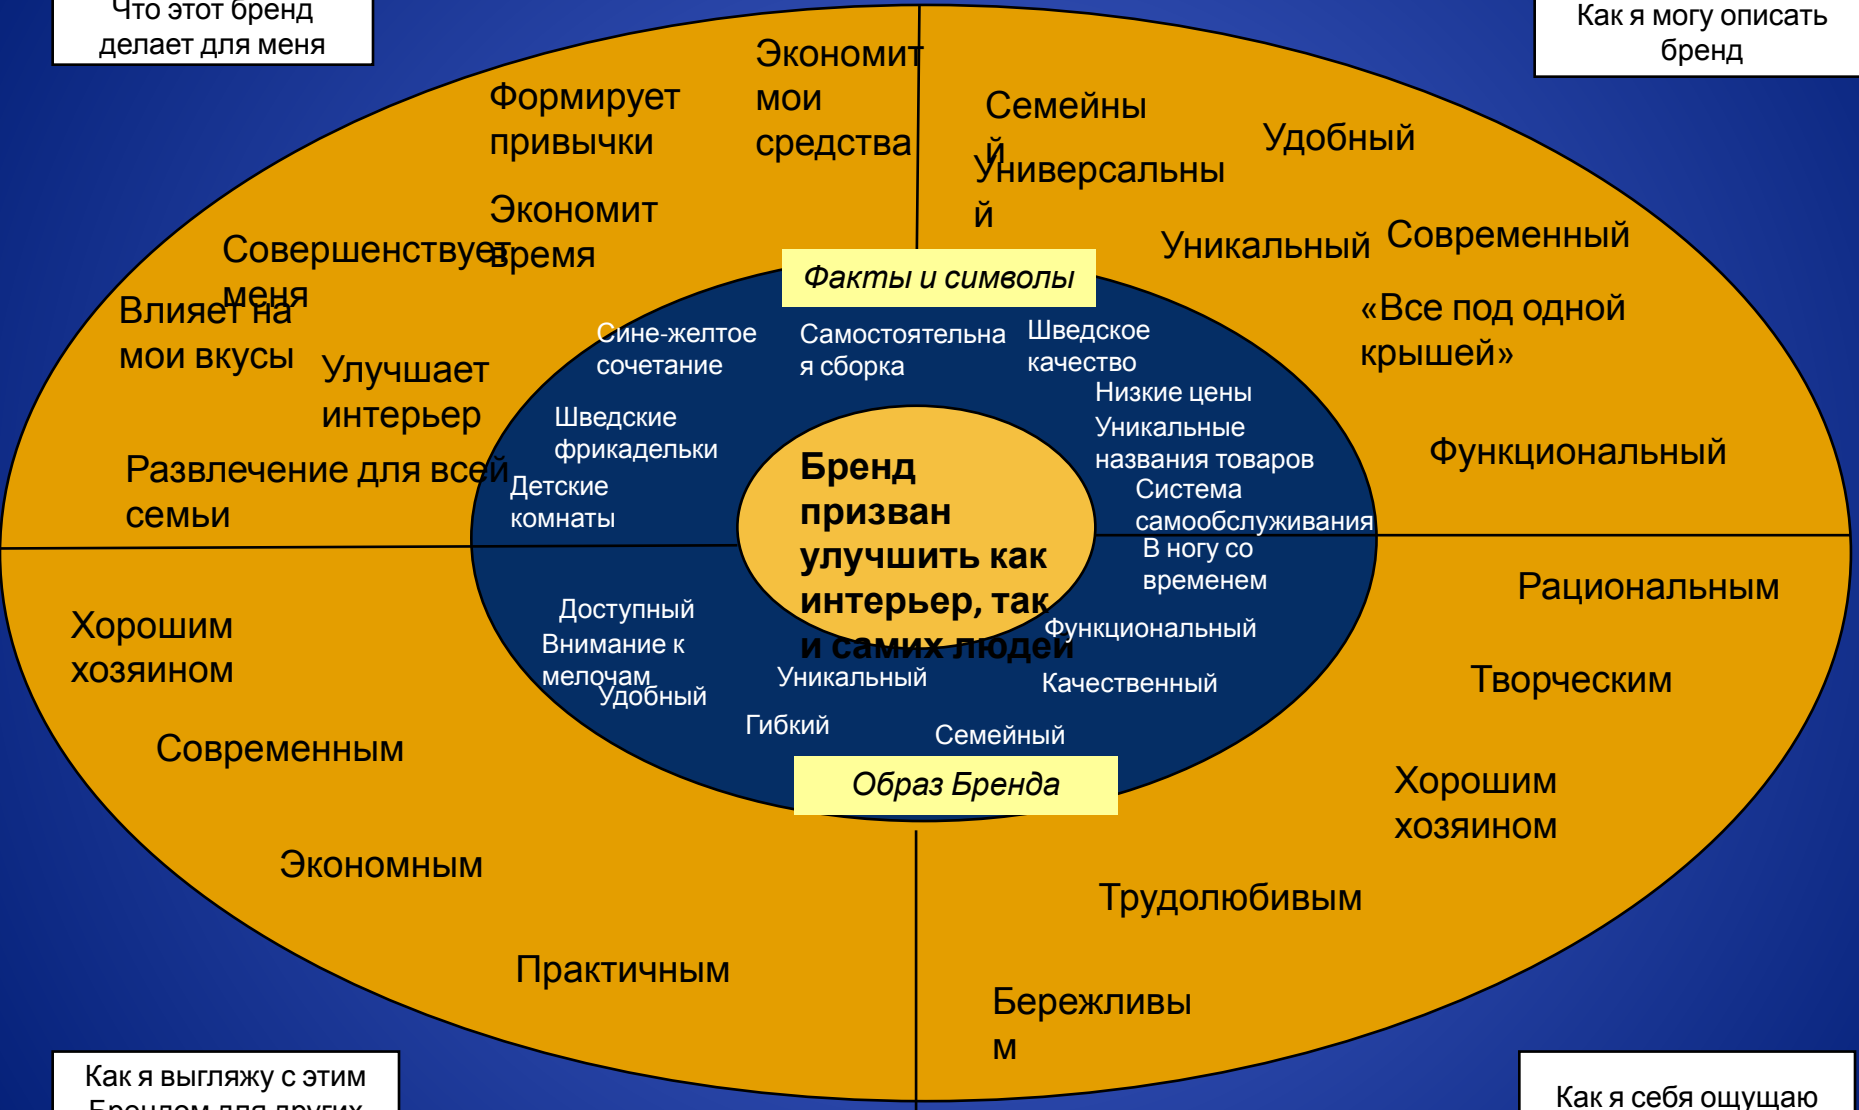 Что этот бренд
делает для меня
Как я могу описать
бренд
Экономит
мои
средства
Формирует
привычки
Экономит
время
Совершенствует
меня
Влияет на
мои вкусы
Улучшает
интерьер
Развлечение для всей
семьи
Семейны
й
Универсальны
й
Удобный
Уникальный
Современный
«Все под одной
крышей»
Функциональный
Факты и символы
Сине-желтое
сочетание
Самостоятельна
я сборка
Шведское
качество
Низкие цены
Шведские
фрикадельки
Уникальные
названия товаров
Детские
комнаты
Система
самообслуживания
Бренд
призван
улучшить как
интерьер, так
и самих людей
В ногу со
временем
Доступный
Внимание к
мелочам
Удобный
Функциональный
Уникальный
Качественный
Гибкий
Семейный
Образ Бренда
Хорошим
хозяином
Современным
Экономным
Практичным
Рациональным
Творческим
Хорошим
хозяином
Трудолюбивым
Бережливы
м
Как я выгляжу с этим
Брендом для других
Как я себя ощущаю